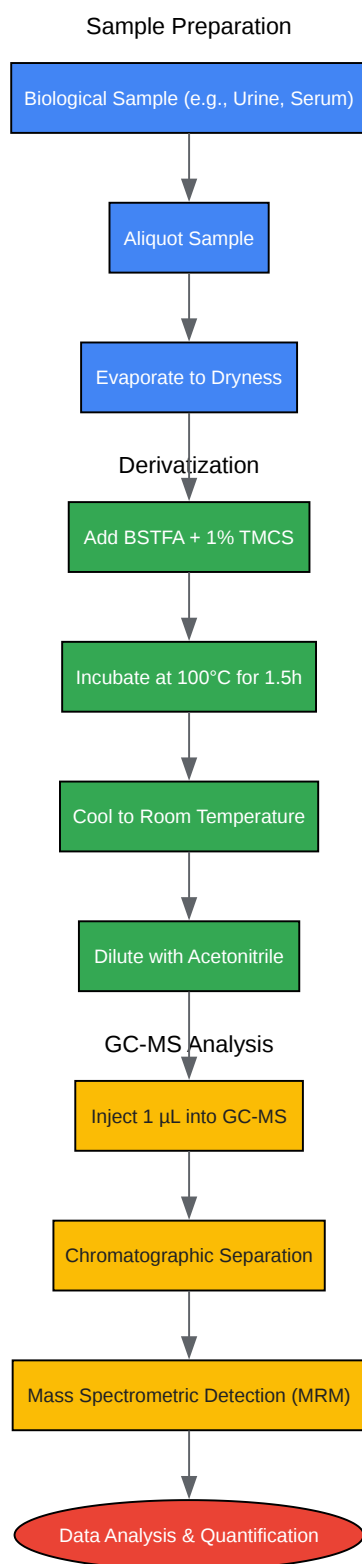 Sample Preparation
Biological Sample (e.g., Urine, Serum)
Aliquot Sample
Evaporate to Dryness
Derivatization
Add BSTFA + 1% TMCS
Incubate at 100°C for 1.5h
Cool to Room Temperature
Dilute with Acetonitrile
GC-MS Analysis
Inject 1 µL into GC-MS
Chromatographic Separation
Mass Spectrometric Detection (MRM)
Data Analysis & Quantification